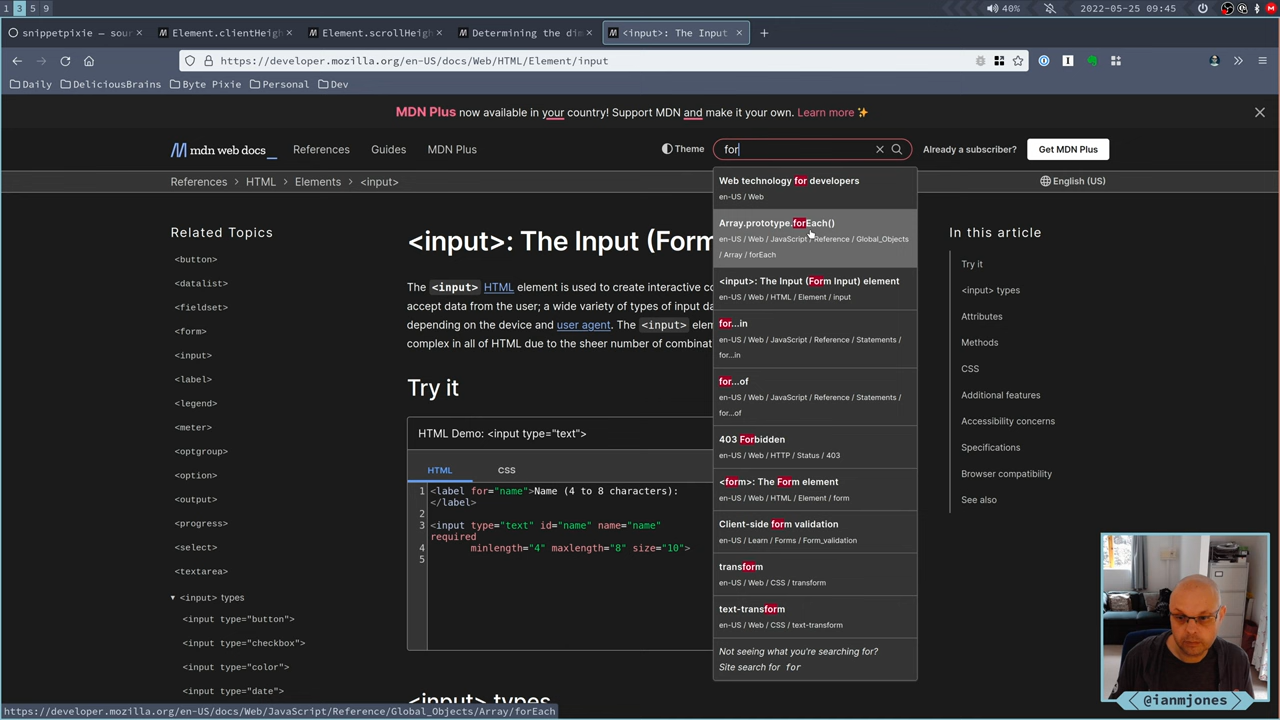 1 3 5 9
40%
2022-05-25 09:45
snippetpixie — sour
Element.clientHeigh
Element.scrollHeigh
Determining the dim
<input>: The Input
https://developer.mozilla.org/en-US/docs/Web/HTML/Element/input
Daily
DeliciousBrains
Byte Pixie
Personal
Dev
MDN Plus now available in your country! Support MDN and make it your own. Learn more ✨
mdn web docs_
References
Guides
MDN Plus
Theme
for
Already a subscriber?
Get MDN Plus
References
HTML
Elements
<input>
English (US)
Related Topics
<button>
<datalist>
<fieldset>
<form>
<input>
<label>
<legend>
<meter>
<optgroup>
<option>
<output>
<progress>
<select>
<textarea>
▼ <input> types
<input type="button">
<input type="checkbox">
<input type="color">
<input type="date">
<input>: The Input (Form
The <input> HTML element is used to create interactive co
accept data from the user; a wide variety of types of input da
depending on the device and user agent. The <input> elem
complex in all of HTML due to the sheer number of combinat
Try it
HTML Demo: <input type="text">
HTML
CSS
1 <label for="name">Name (4 to 8 characters):
</label>
2
3 <input type="text" id="name" name="name"
required
4 minlength="4" maxlength="8" size="10">
5
<input> types
Web technology for developers
en-US / Web
Array.prototype.forEach()
en-US / Web / JavaScript / Reference / Global_Objects
/ Array / forEach
<input>: The Input (Form Input) element
en-US / Web / HTML / Element / input
for...in
en-US / Web / JavaScript / Reference / Statements /
for...in
for...of
en-US / Web / JavaScript / Reference / Statements /
for...of
403 Forbidden
en-US / Web / HTTP / Status / 403
<form>: The Form element
en-US / Web / HTML / Element / form
Client-side form validation
en-US / Learn / Forms / Form_validation
transform
en-US / Web / CSS / transform
text-transform
en-US / Web / CSS / text-transform
Not seeing what you're searching for?
Site search for for
In this article
Try it
<input> types
Attributes
Methods
CSS
Additional features
Accessibility concerns
Specifications
Browser compatibility
See also
https://developer.mozilla.org/en-US/docs/Web/JavaScript/Reference/Global_Objects/Array/forEach
@ianmjones